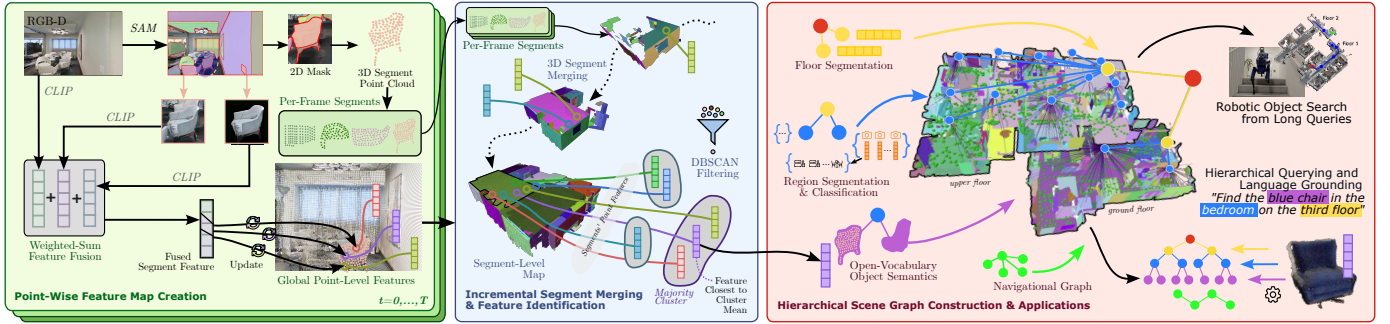 RGB-D
SAM
2D Mask
3D Segment
Point Cloud
CLIP
CLIP
CLIP
Per-Frame Segments
+
+
Weighted-Sum
Feature Fusion
Fused
Segment Feature
Update
Global Point-Level Features
Point-Wise Feature Map Creation
t=0,...,T
Per-Frame Segments
3D Segment
Merging
DBSCAN
Filtering
Segments' Point Features
Segment-Level
Map
Majority
Cluster
Feature
Closest to
Cluster
Mean
Incremental Segment Merging
& Feature Identification
Floor Segmentation
{...}
{...}
Region Segmentation
& Classification
upper floor
ground floor
Open-Vocabulary
Object Semantics
Navigational Graph
Floor 2
Floor 1
Robotic Object Search
from Long Queries
Hierarchical Querying and
Language Grounding
"Find the blue chair in the
bedroom on the third floor"
Hierarchical Scene Graph Construction & Applications